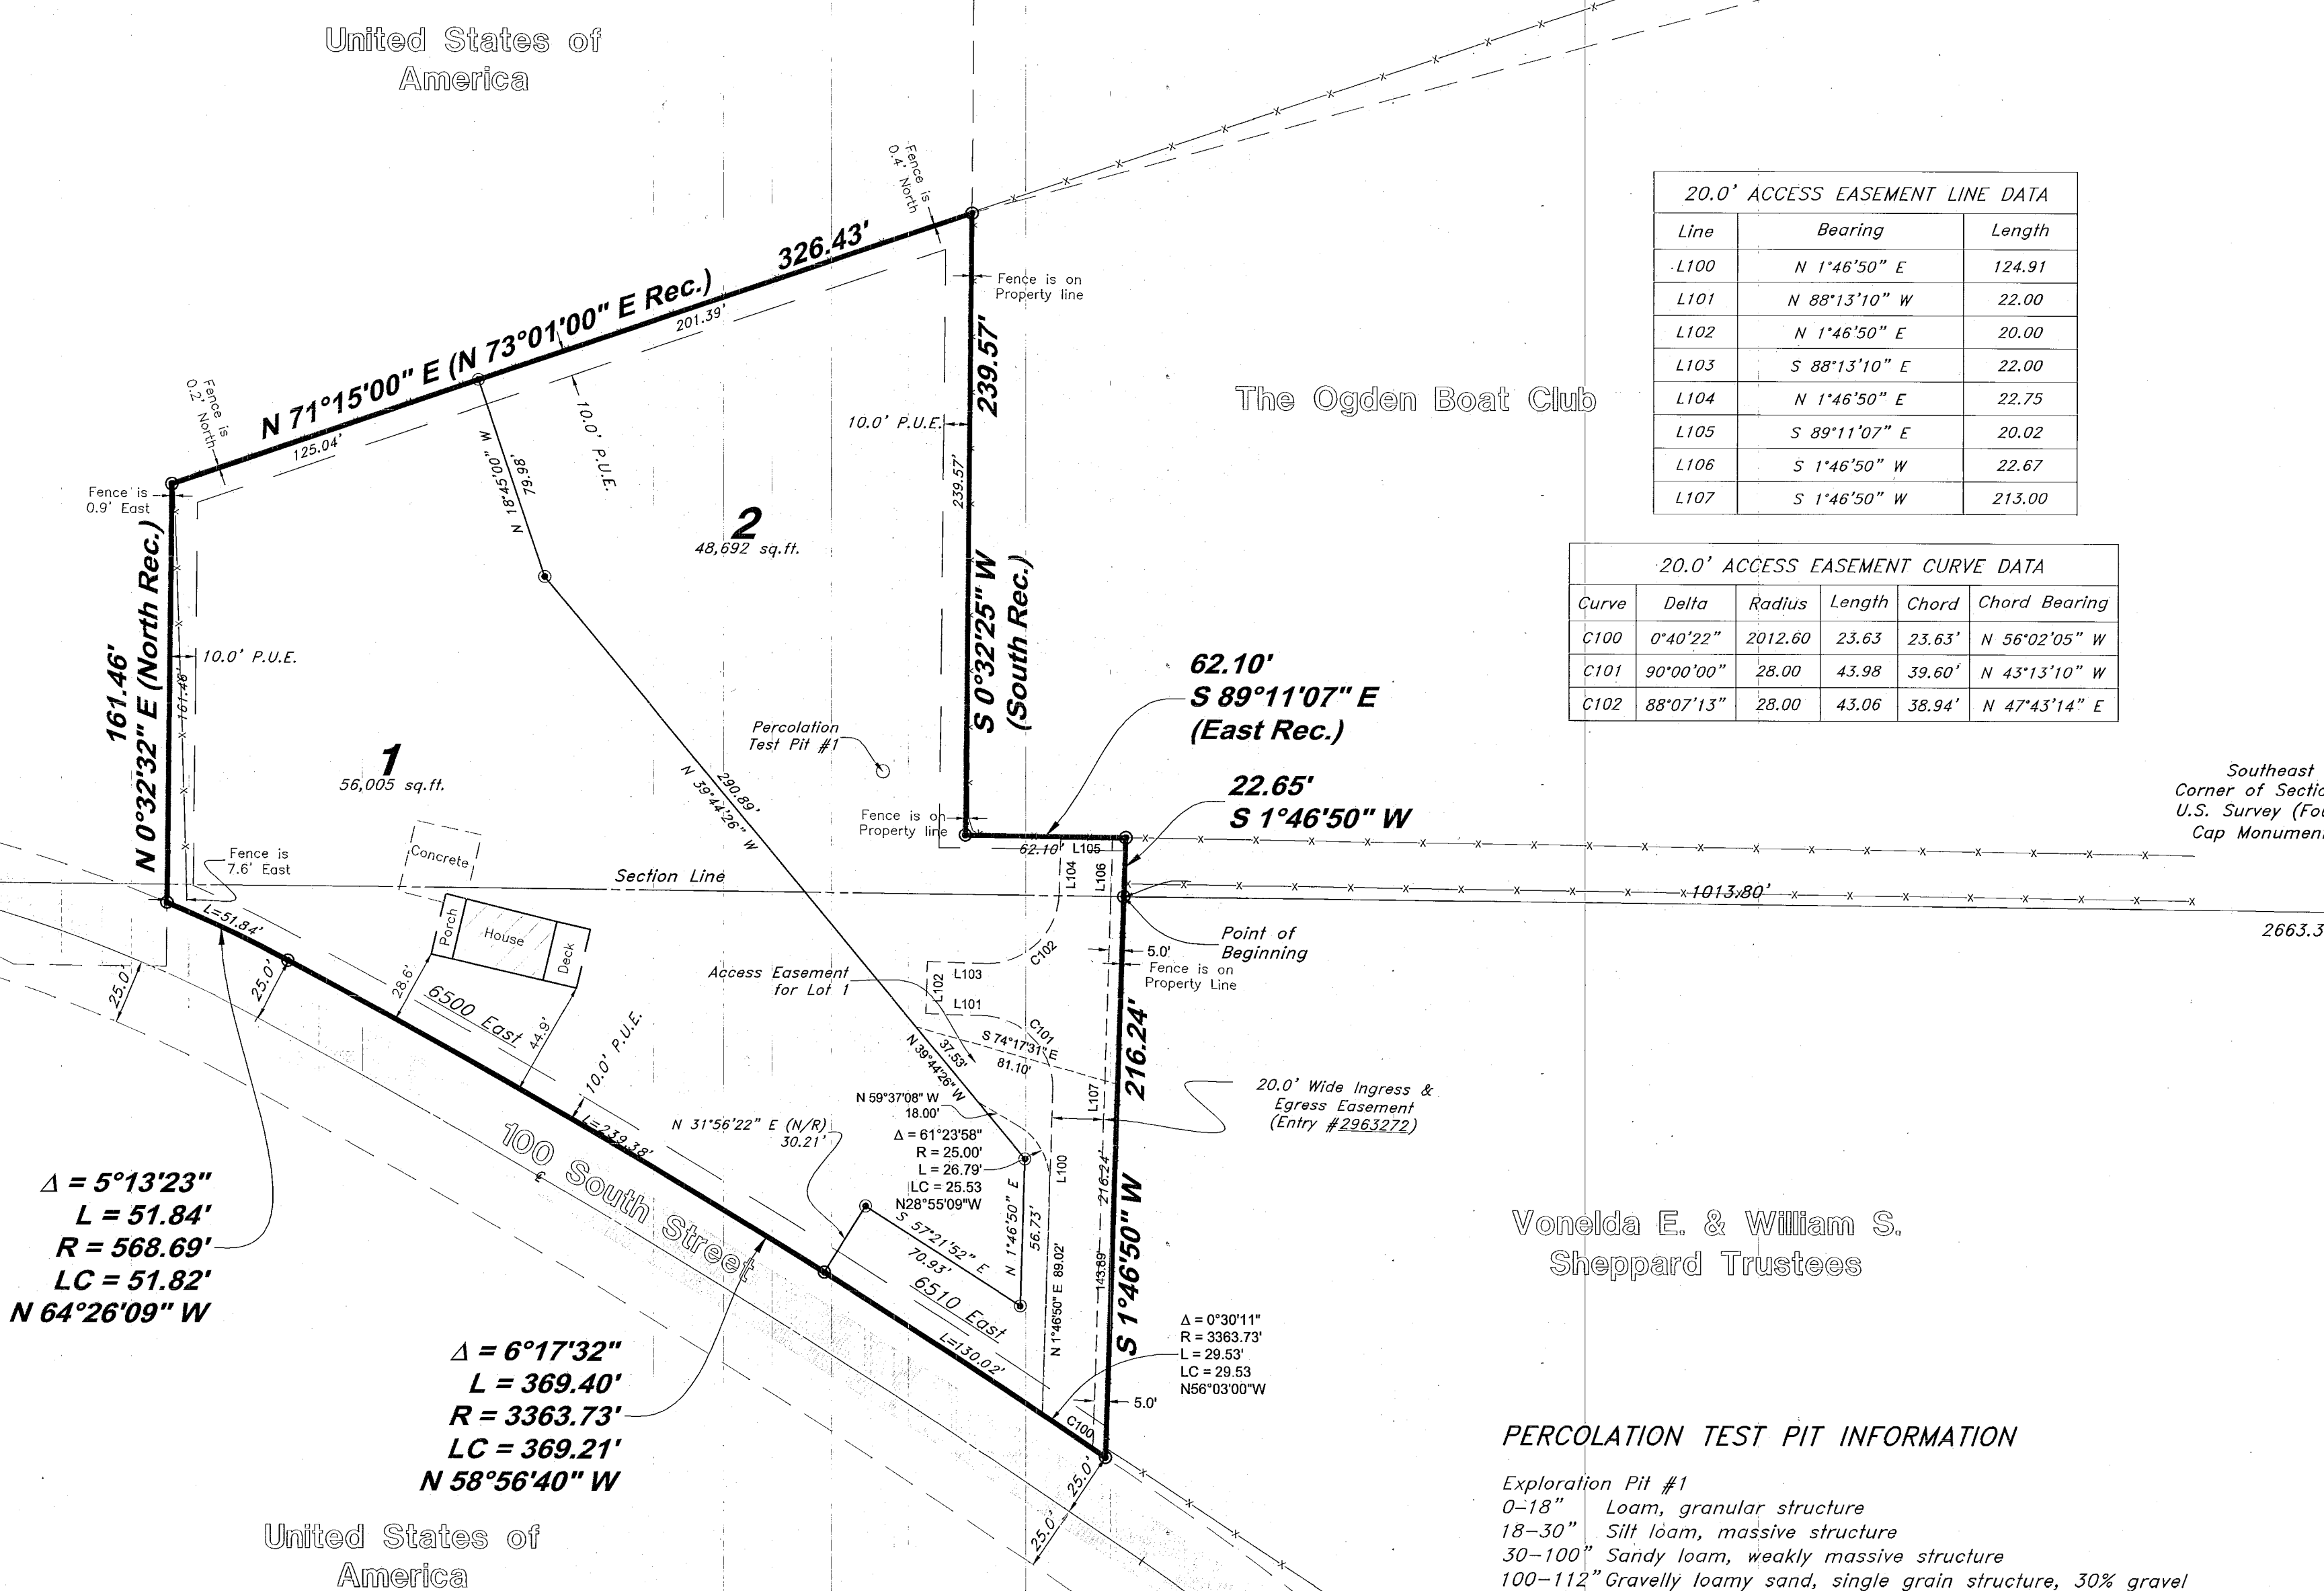 United States of
America
Fence is
0.4' North
326.43'
N 71°15'00" E (N 73°01'00" E Rec.)
201.39'
125.04'
Fence is
0.2' North
Fence is on
Property line
239.57'
S 0°32'25" W
(South Rec.)
10.0' P.U.E.
239.57'
10.0' P.U.E.
N 18°45'00" W
79.98'
The Ogden Boat Club
20.0' ACCESS EASEMENT LINE DATA
Line Bearing Length
L100 N 1°46'50" E 124.91
L101 N 88°13'10" W 22.00
L102 N 1°46'50" E 20.00
L103 S 88°13'10" E 22.00
L104 N 1°46'50" E 22.75
L105 S 89°11'07" E 20.02
L106 S 1°46'50" W 22.67
L107 S 1°46'50" W 213.00
20.0' ACCESS EASEMENT CURVE DATA
Curve Delta Radius Length Chord Chord Bearing
C100 0°40'22" 2012.60 23.63 23.63' N 56°02'05" W
C101 90°00'00" 28.00 43.98 39.60' N 43°13'10" W
C102 88°07'13" 28.00 43.06 38.94' N 47°43'14" E
Fence is
0.9' East
161.46'
N 0°32'32" E (North Rec.)
161.46'
10.0' P.U.E.
2
48,692 sq.ft.
1
56,005 sq.ft.
Percolation
Test Pit #1
290.89'
N 39°44'26" W
62.10'
S 89°11'07" E
(East Rec.)
22.65'
S 1°46'50" W
Fence is on
Property line
62.10'
L105
L104
L106
Southeast
Corner of Sectio
U.S. Survey (Fou
Cap Monumen
Fence is
7.6' East
Concrete
Section Line
1013.80'
2663.3
Porch
House
Deck
L=51.84'
25.0'
25.0'
28.6'
44.9'
6500 East
10.0' P.U.E.
Access Easement
for Lot 1
L102
L103
L101
C102
C101
Point of
Beginning
5.0'
Fence is on
Property Line
S 74°17'31" E
81.10'
37.53'
N 39°44'26" W
216.24'
S 1°46'50" W
L107
20.0' Wide Ingress &
Egress Easement
(Entry #2963272)
N 59°37'08" W
18.00'
Δ = 61°23'58"
R = 25.00'
L = 26.79'
LC = 25.53
N28°55'09"W
N 31°56'22" E (N/R)
30.21'
L=239.38'
100 South Street
S 57°21'52" E
70.93'
N 1°46'50" E
56.73'
L100
N 1°46'50" E 89.02'
216.24'
143.89'
6510 East
L=130.02'
C100
5.0'
25.0'
25.0'
Δ = 0°30'11"
R = 3363.73'
L = 29.53'
LC = 29.53
N56°03'00"W
Δ = 5°13'23"
L = 51.84'
R = 568.69'
LC = 51.82'
N 64°26'09" W
Δ = 6°17'32"
L = 369.40'
R = 3363.73'
LC = 369.21'
N 58°56'40" W
United States of
America
Vonelda E. & William S.
Sheppard Trustees
PERCOLATION TEST PIT INFORMATION
Exploration Pit #1
0-18" Loam, granular structure
18-30" Silt loam, massive structure
30-100" Sandy loam, weakly massive structure
100-112" Gravelly loamy sand, single grain structure, 30% gravel